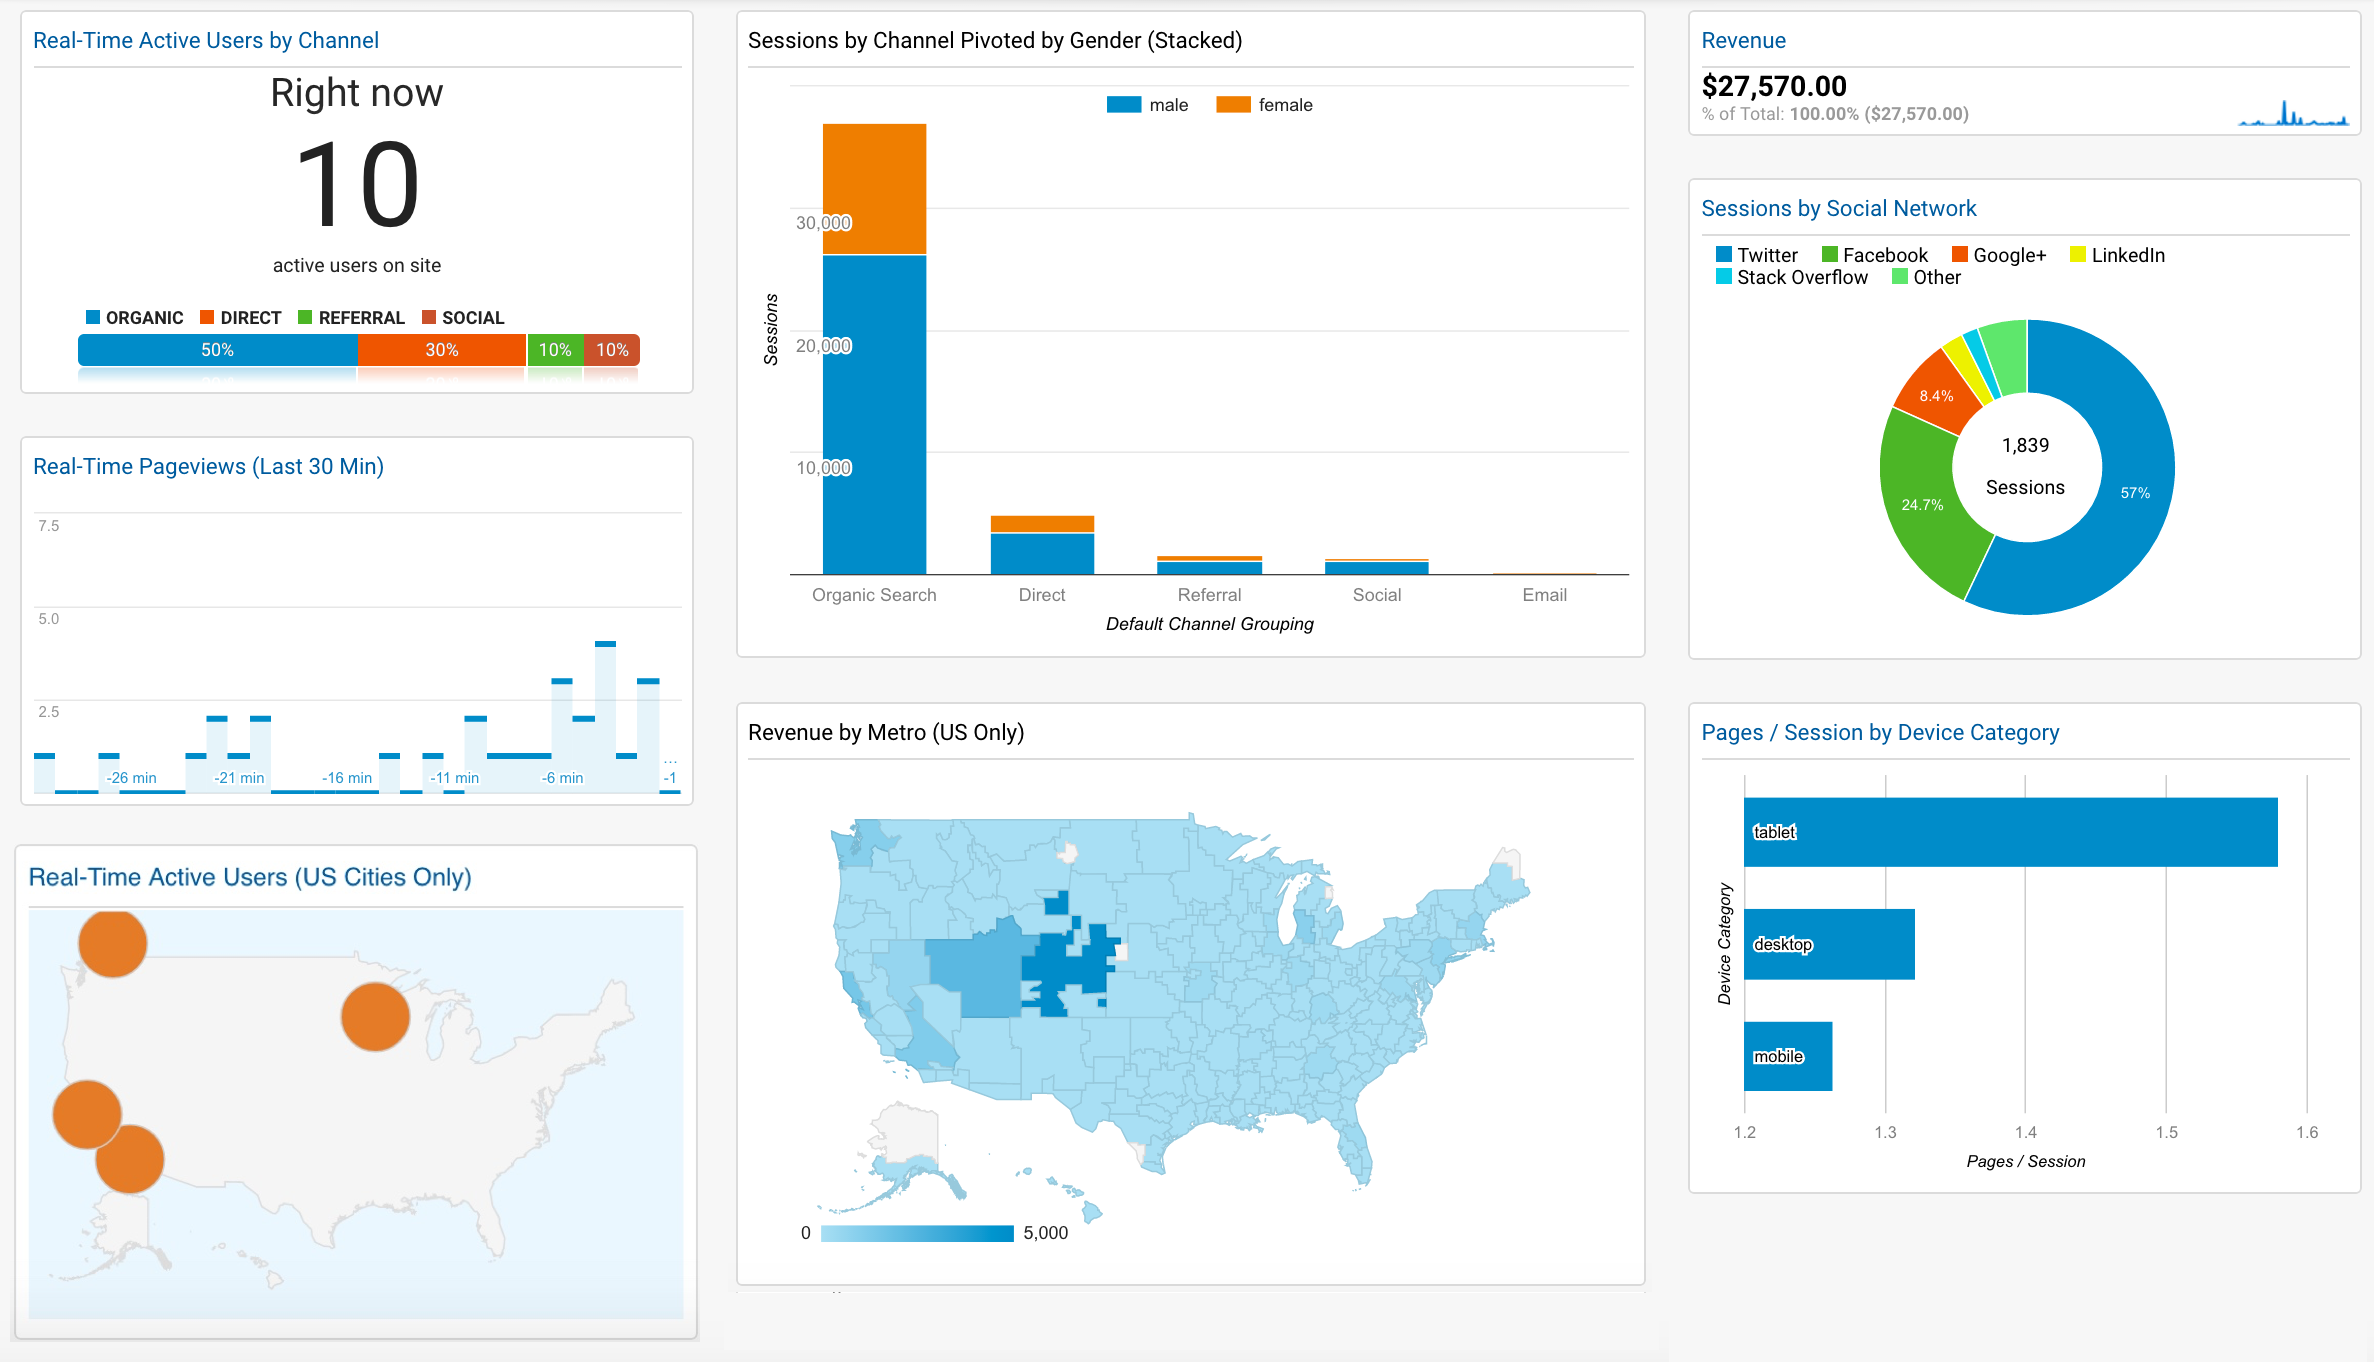 Real-Time Active Users by Channel
Right now
10
active users on site
ORGANIC DIRECT REFERRAL SOCIAL
50% 30% 10% 10%
Real-Time Pageviews (Last 30 Min)
7.5
5.0
2.5
...
-26 min -21 min -16 min -11 min -6 min -1
Real-Time Active Users (US Cities Only)
Sessions by Channel Pivoted by Gender (Stacked)
male female
30,000
20,000
10,000
Sessions
Organic Search Direct Referral Social Email
Default Channel Grouping
Revenue by Metro (US Only)
0 5,000
Revenue
$27,570.00
% of Total: 100.00% ($27,570.00)
Sessions by Social Network
Twitter Facebook Google+ LinkedIn
Stack Overflow Other
8.4%
1,839
Sessions
57%
24.7%
Pages / Session by Device Category
tablet
desktop
mobile
Device Category
1.2 1.3 1.4 1.5 1.6
Pages / Session